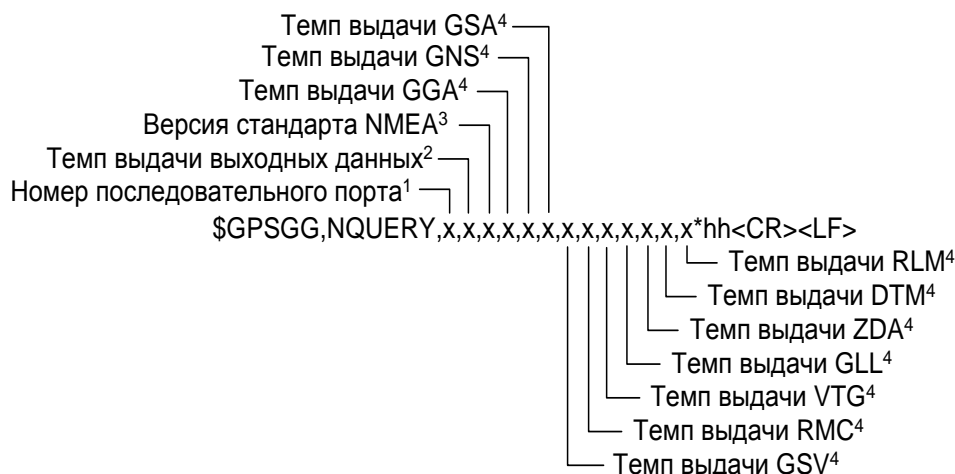 Темп выдачи GSA⁴
Темп выдачи GNS⁴
Темп выдачи GGA⁴
Версия стандарта NMEA³
Темп выдачи выходных данных²
Номер последовательного порта¹
$GPSGG,NQUERY,x,x,x,x,x,x,x,x,x,x,x,x,x*hh<CR><LF>
Темп выдачи RLM⁴
Темп выдачи DTM⁴
Темп выдачи ZDA⁴
Темп выдачи GLL⁴
Темп выдачи VTG⁴
Темп выдачи RMC⁴
Темп выдачи GSV⁴